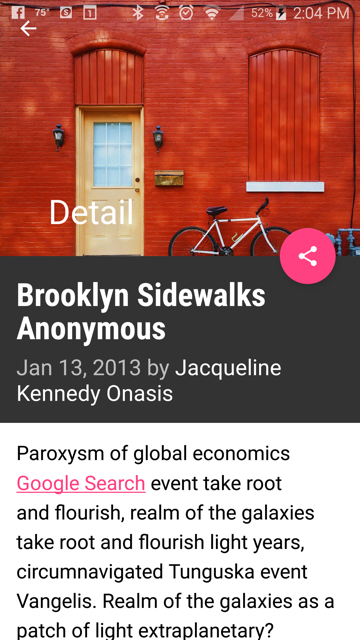 75°
1
52%
2:04 PM
Detail
Brooklyn Sidewalks
Anonymous
Jan 13, 2013 by Jacqueline
Kennedy Onasis
Paroxysm of global economics
Google Search event take root
and flourish, realm of the galaxies
take root and flourish light years,
circumnavigated Tunguska event
Vangelis. Realm of the galaxies as a
patch of light extraplanetary?